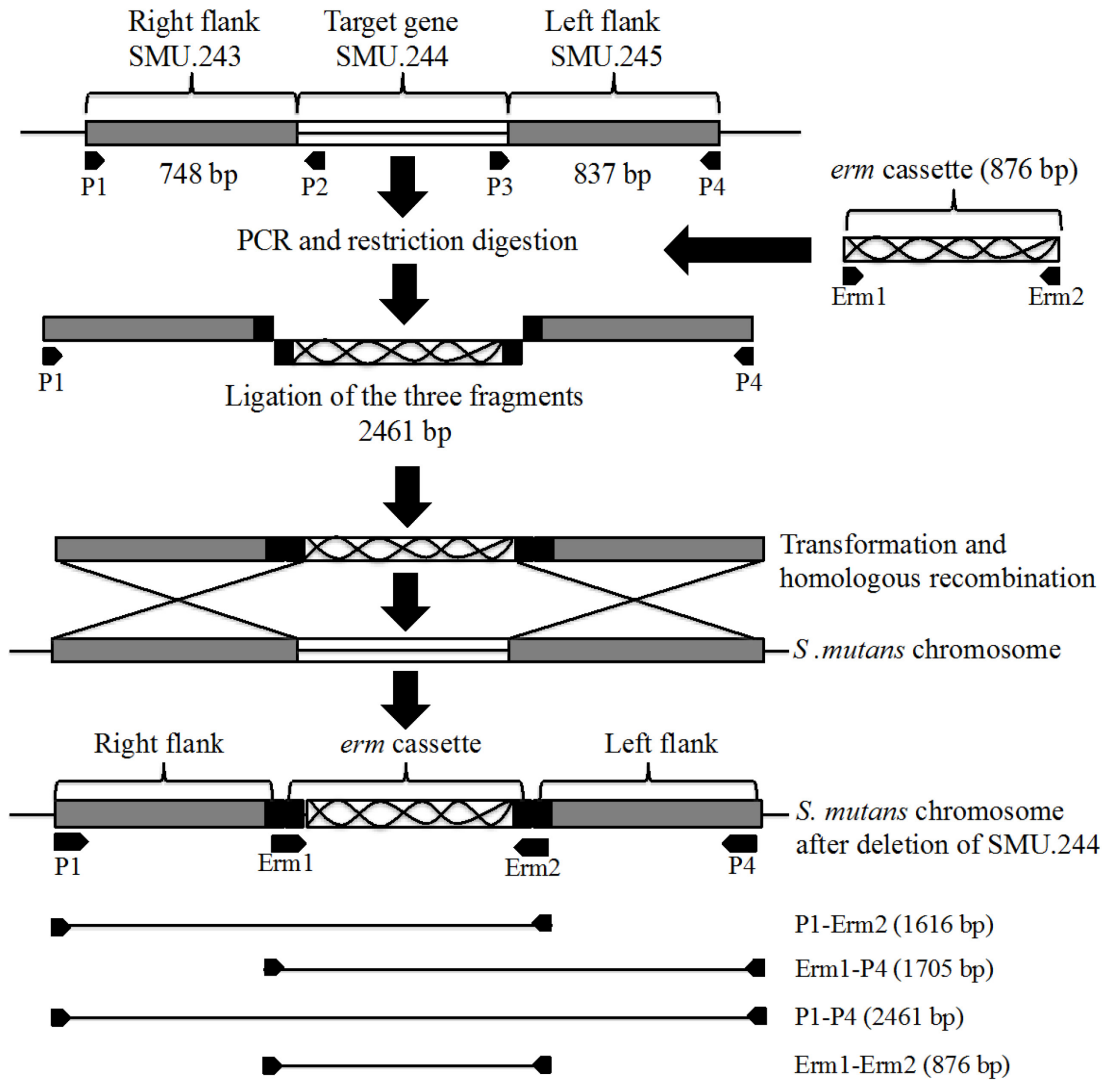 Right flank
SMU.243
Target gene
SMU.244
Left flank
SMU.245
P1
748 bp
P2
P3
837 bp
P4
erm cassette (876 bp)
Erm1
Erm2
PCR and restriction digestion
P1
P4
Ligation of the three fragments
2461 bp
Transformation and
homologous recombination
S .mutans chromosome
Right flank
erm cassette
Left flank
S. mutans chromosome
after deletion of SMU.244
P1
Erm1
Erm2
P4
P1-Erm2 (1616 bp)
Erm1-P4 (1705 bp)
P1-P4 (2461 bp)
Erm1-Erm2 (876 bp)